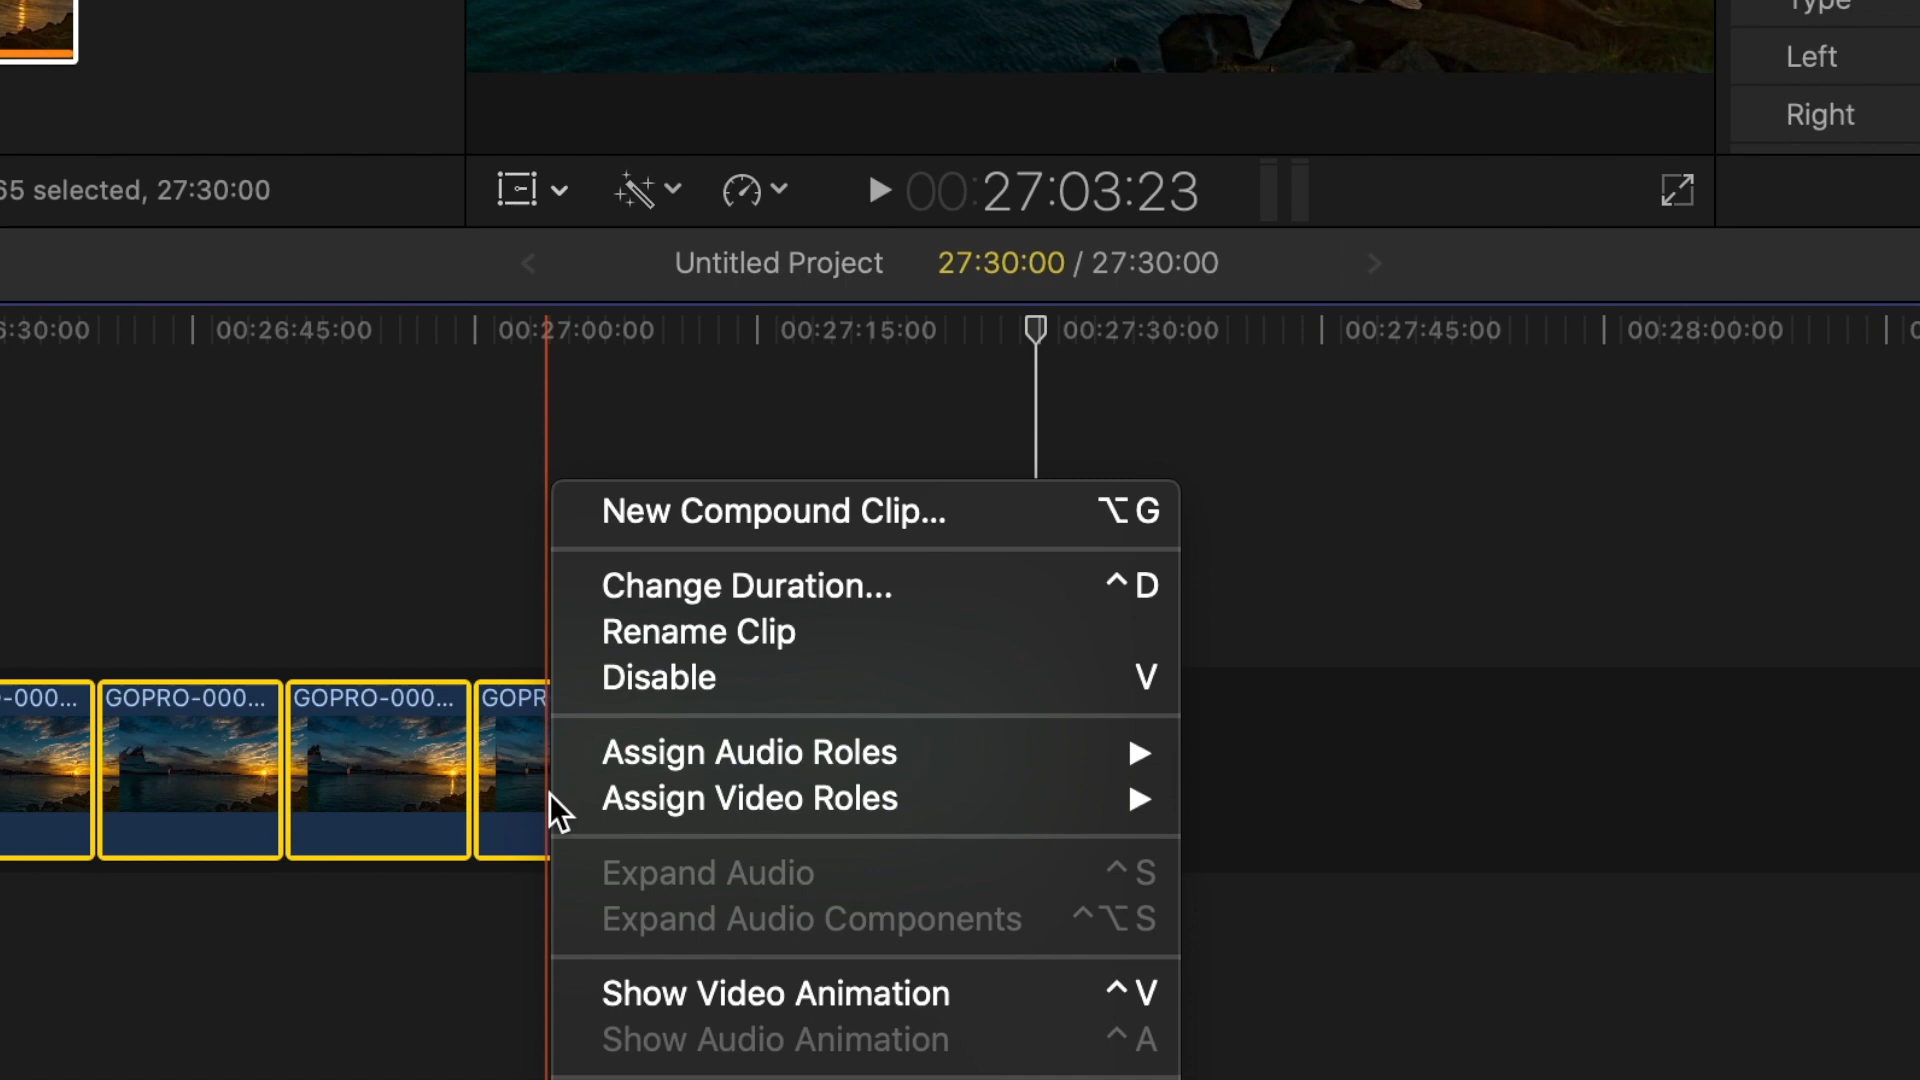 Type
Left
Right
65 selected, 27:30:00
00:27:03:23
Untitled Project 27:30:00 / 27:30:00
6:30:00 00:26:45:00 00:27:00:00 00:27:15:00 00:27:30:00 00:27:45:00 00:28:00:00
New Compound Clip... ⌥G
Change Duration... ^D
Rename Clip
Disable V
-000... GOPRO-000... GOPRO-000... GOPR
Assign Audio Roles ▶
Assign Video Roles ▶
Expand Audio ^S
Expand Audio Components ^⌥S
Show Video Animation ^V
Show Audio Animation ^A